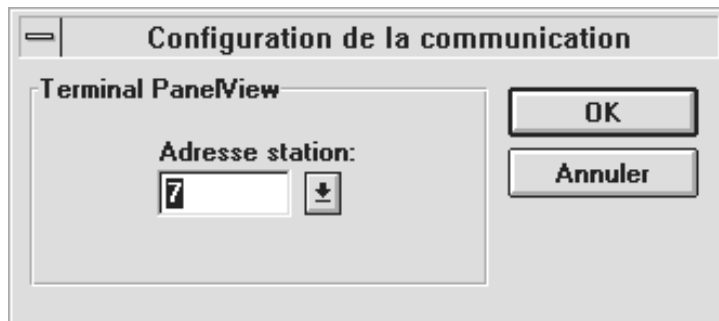 Configuration de la communication
Terminal PanelView
OK
Adresse station:
7
Annuler